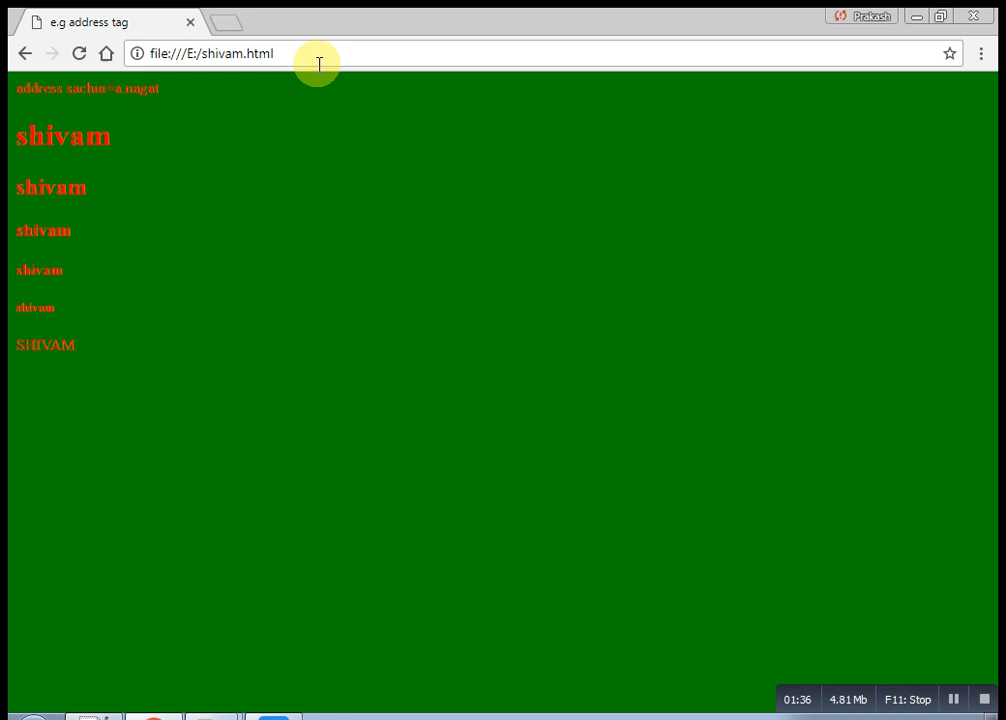 e.g address tag
Prakash
file:///E:/shivam.html
address sachin=a.nagat
shivam
shivam
shivam
shivam
shivam
SHIVAM
01:36 4.81 Mb F11: Stop